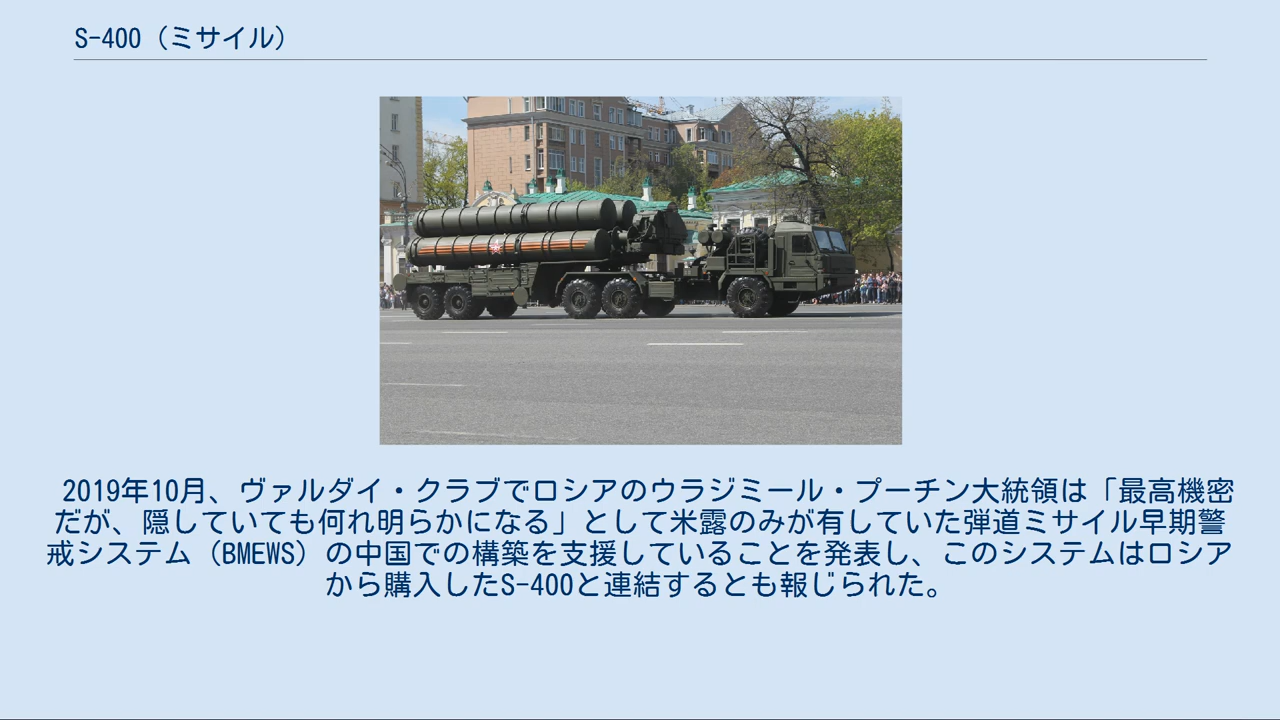 S-400（ミサイル）
2019年10月、ヴァルダイ・クラブでロシアのウラジミール・プーチン大統領は「最高機密
だが、隠していても何れ明らかになる」として米露のみが有していた弾道ミサイル早期警
戒システム（BMEWS）の中国での構築を支援していることを発表し、このシステムはロシア
から購入したS-400と連結するとも報じられた。